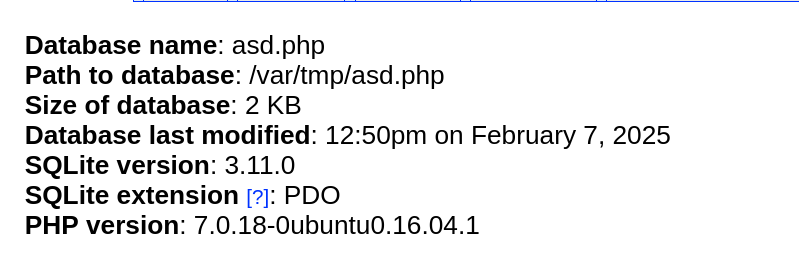 Database name: asd.php
Path to database: /var/tmp/asd.php
Size of database: 2 KB
Database last modified: 12:50pm on February 7, 2025
SQLite version: 3.11.0
SQLite extension [?]: PDO
PHP version: 7.0.18-0ubuntu0.16.04.1